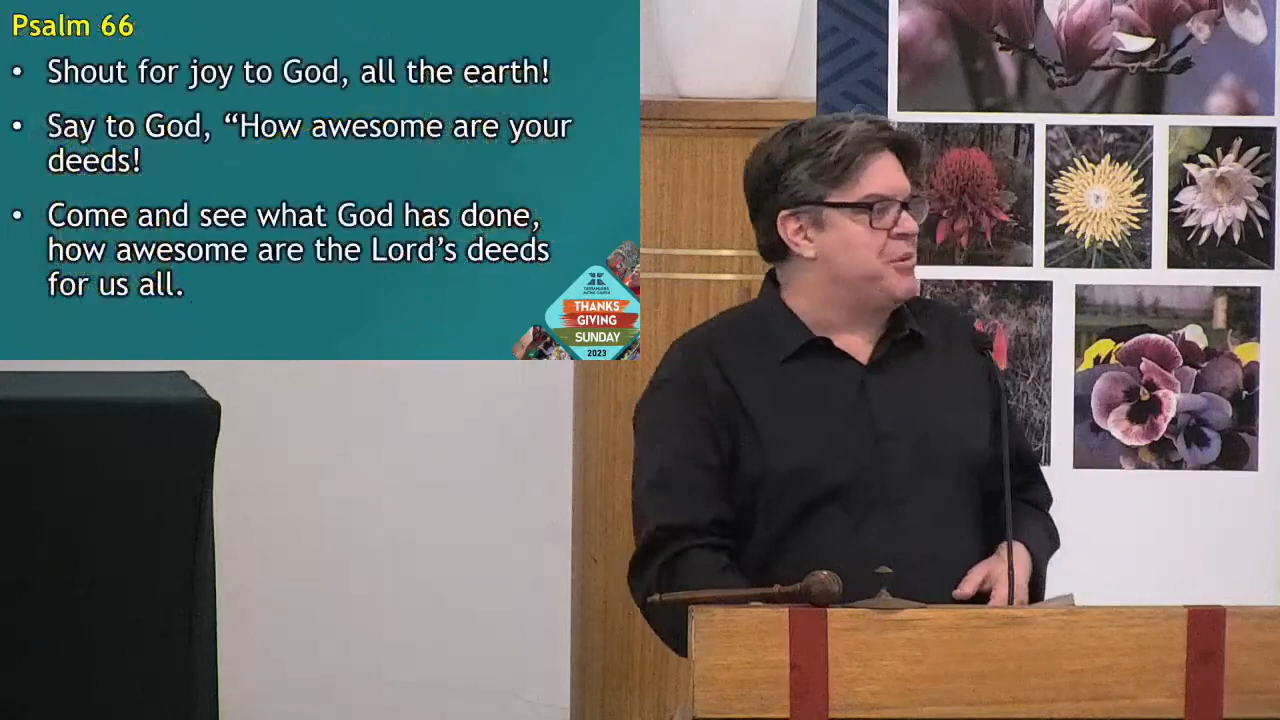 Psalm 66
• Shout for joy to God, all the earth!
• Say to God, “How awesome are your
deeds!
• Come and see what God has done,
how awesome are the Lord’s deeds
for us all.
THANKS
GIVING
SUNDAY
2023